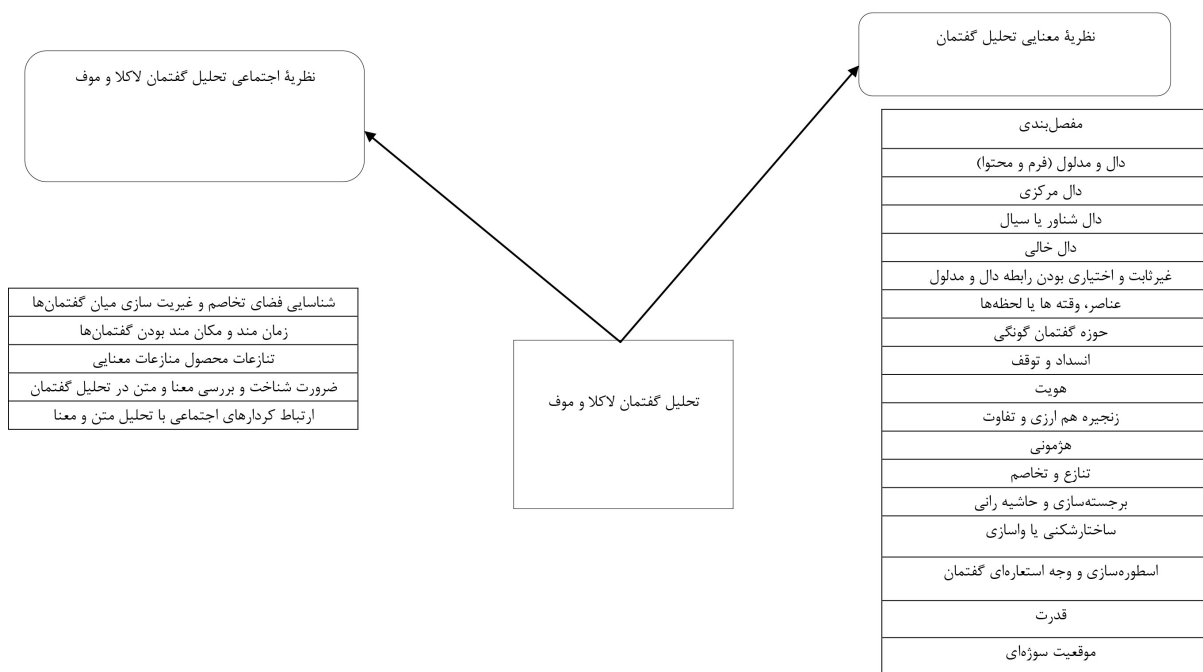 نظریهٔ معنایی تحلیل گفتمان
مفصل‌بندی
دال و مدلول (فرم و محتوا)
دال مرکزی
دال شناور یا سیال
دال خالی
غیرثابت و اختیاری بودن رابطه دال و مدلول
عناصر، وقته ها یا لحظه‌ها
حوزه گفتمان گونگی
انسداد و توقف
هویت
زنجیره هم ارزی و تفاوت
هژمونی
تنازع و تخاصم
برجسته‌سازی و حاشیه رانی
ساختارشکنی یا واسازی
اسطوره‌سازی و وجه استعاره‌ای گفتمان
قدرت
موقعیت سوژه‌ای
تحلیل گفتمان لاکلا و موف
نظریهٔ اجتماعی تحلیل گفتمان لاکلا و موف
شناسایی فضای تخاصم و غیریت سازی میان گفتمان‌ها
زمان مند و مکان مند بودن گفتمان‌ها
تنازعات محصول منازعات معنایی
ضرورت شناخت و بررسی معنا و متن در تحلیل گفتمان
ارتباط کردارهای اجتماعی با تحلیل متن و معنا